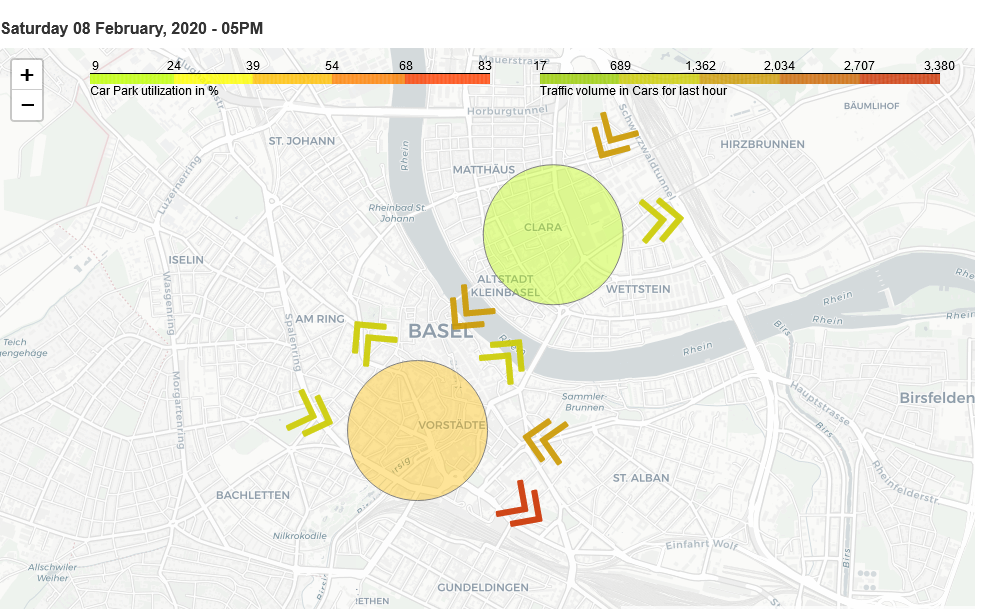 Saturday 08 February, 2020 - 05PM
+
−
9 24 39 54 68 83
Car Park utilization in %
17 689 1,362 2,034 2,707 3,380
Traffic volume in Cars for last hour
Mauerstrasse
Horburgtunnel
BÄUMLIHOF
ST. JOHANN
Rhein
MATTHÄUS
Schwarzwaldtunnel
HIRZBRUNNEN
Luzernerring
Rheinbad St.
Johann
CLARA
ISELIN
ALTSTADT
KLEINBASEL
WETTSTEIN
Wasgenring
AM RING
Spalenring
BASEL
Rhein
Rhein
Rhein
Rhein
Rhein
Birs
Teich
Morgartenring
Sammler-
Brunnen
Hauptstrasse
Birsfelden
VORSTÄDTE
Birs
BACHLETTEN
ST. ALBAN
Rheinfelderstr.
Nilkrokodile
Einfahrt Wolf
Birs
Allschwiler
Weiher
GUNDELDINGEN
Birsig